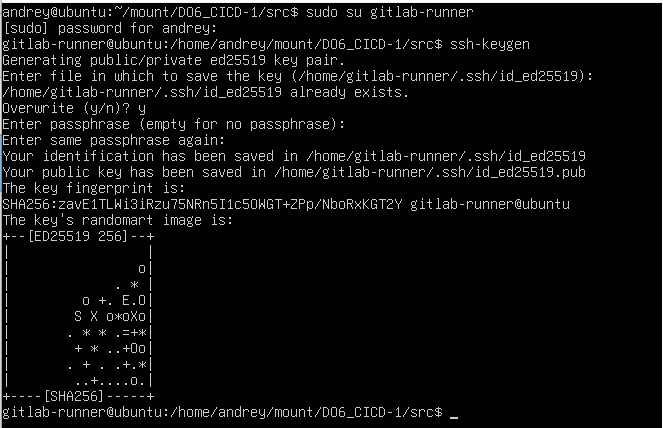 andrey@ubuntu:~/mount/DO6_CICD-1/src$ sudo su gitlab-runner
[sudo] password for andrey:
gitlab-runner@ubuntu:/home/andrey/mount/DO6_CICD-1/src$ ssh-keygen
Generating public/private ed25519 key pair.
Enter file in which to save the key (/home/gitlab-runner/.ssh/id_ed25519):
/home/gitlab-runner/.ssh/id_ed25519 already exists.
Overwrite (y/n)? y
Enter passphrase (empty for no passphrase):
Enter same passphrase again:
Your identification has been saved in /home/gitlab-runner/.ssh/id_ed25519
Your public key has been saved in /home/gitlab-runner/.ssh/id_ed25519.pub
The key fingerprint is:
SHA256:zavE1TLWi3iRzu75NRn5I1c5OWGT+ZPp/NboRxKGT2Y gitlab-runner@ubuntu
The key's randomart image is:
+--[ED25519 256]--+
|                 |
|                o|
|             . * |
|         o +. E.O|
|        S X o*oXo|
|       . * * .=+*|
|        + * ..+Oo|
|       . + . .+.*|
|        ..+....o.|
+----[SHA256]-----+
gitlab-runner@ubuntu:/home/andrey/mount/DO6_CICD-1/src$ _